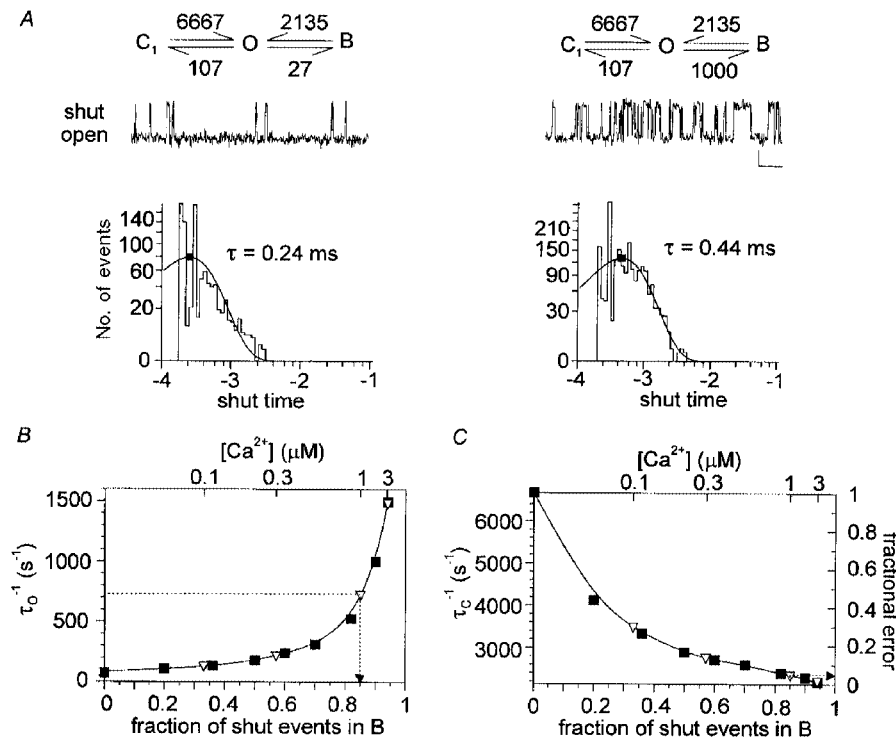 A
6667 2135
C1 O B
107 27
6667 2135
C1 O B
107 1000
shut
open
No. of events
140
100
60
20
0
τ = 0.24 ms
-4 -3 -2 -1
shut time
210
150
90
30
0
τ = 0.44 ms
-4 -3 -2 -1
shut time
B
[Ca2+] (μM)
0.1 0.3 1 3
τO-1 (s-1)
1500
1000
500
0
0 0.2 0.4 0.6 0.8 1
fraction of shut events in B
C
[Ca2+] (μM)
0.1 0.3 1 3
τC-1 (s-1)
6000
5000
4000
3000
1
0.8
0.6
0.4
0.2
0
fractional error
0 0.2 0.4 0.6 0.8 1
fraction of shut events in B